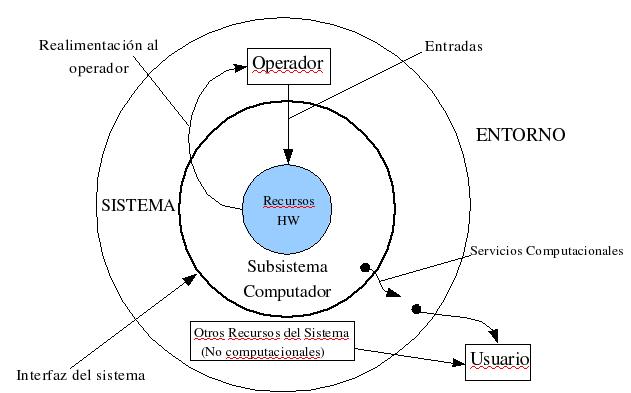 Realimentación al
operador
Operador
Entradas
ENTORNO
SISTEMA
Recursos
HW
Subsistema
Computador
Servicios Computacionales
Otros Recursos del Sistema
(No computacionales)
Usuario
Interfaz del sistema